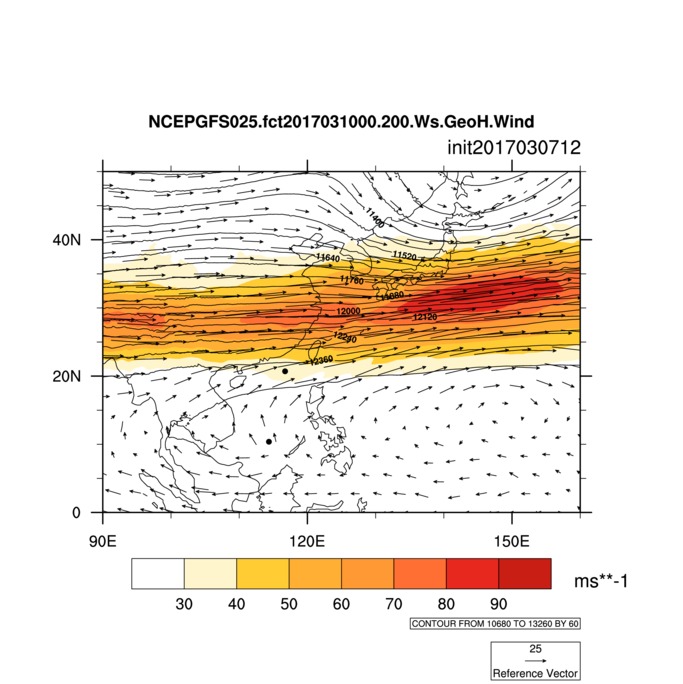 NCEPGFS025.fct2017031000.200.Ws.GeoH.Wind
init2017030712
11400
40N
11640
11520
11760
11880
12000
12120
12240
12360
20N
0
90E 120E 150E
ms**-1
30 40 50 60 70 80 90
CONTOUR FROM 10680 TO 13260 BY 60
25
Reference Vector